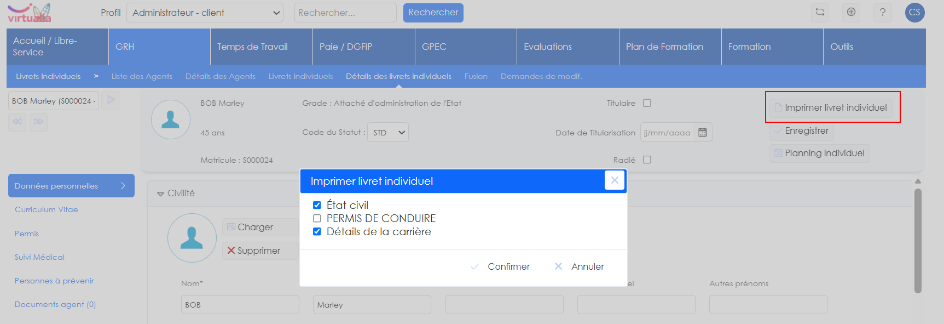 virtualia
Profil Administrateur - client Rechercher... Rechercher ? CS
Accueil / Libre-Service GRH Temps de Travail Paie / DGFIP GPEC Evaluations Plan de Formation Formation Outils
Livrets individuels > Liste des Agents Détails des Agents Livrets individuels Détails des livrets individuels Fusion Demandes de modif.
BOB Marley (S000024 -
BOB Marley Grade : Attaché d'administration de l'Etat Titulaire
Imprimer livret individuel
45 ans Code du Statut : STD Date de Titularisation jj/mm/aaaa
Enregistrer
Matricule : S000024 Radié
Planning individuel
Imprimer livret individuel
Données personnelles
Civilité
État civil
Curriculum Vitae
PERMIS DE CONDUIRE
Charger
Détails de la carrière
Permis
Supprimer
Suivi Médical
Confirmer Annuler
Personnes à prévenir
Nom* el Autres prénoms
Documents agent (0)
BOB Marley